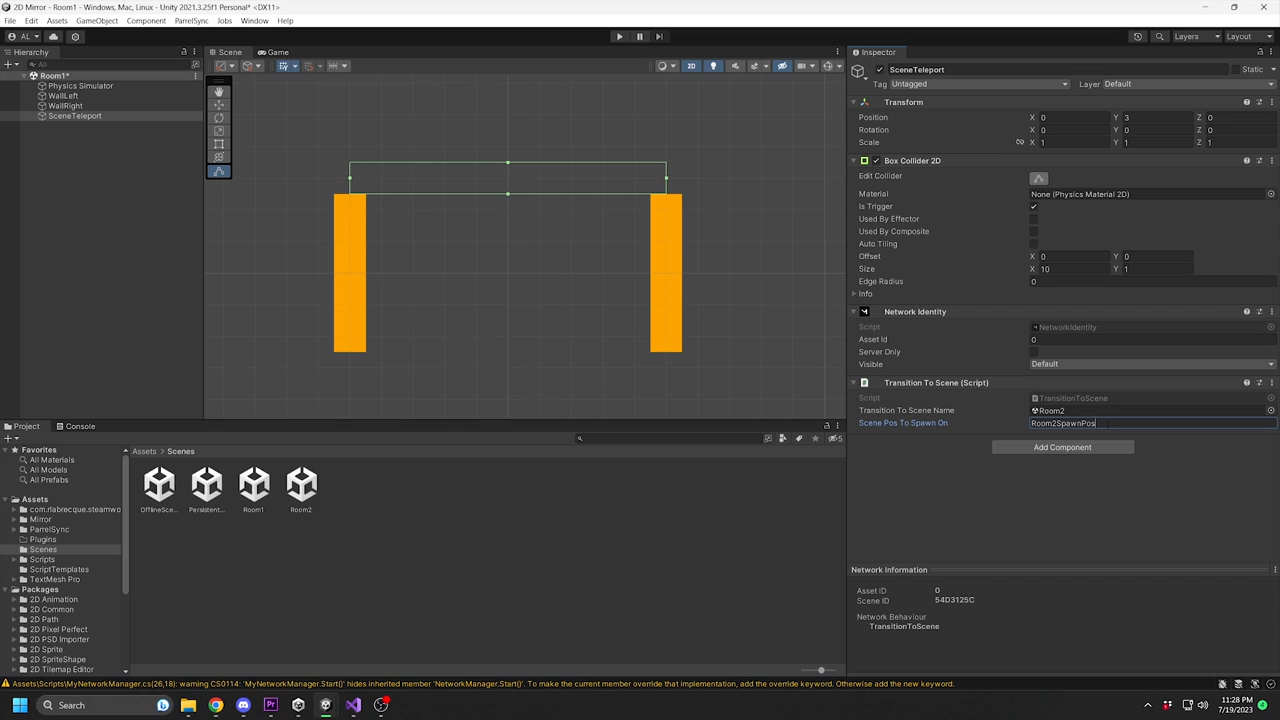 2D Mirror - Room1 - Windows, Mac, Linux - Unity 2021.3.25f1 Personal* <DX11>
File Edit Assets GameObject Component ParrelSync Jobs Window Help
AL Layers Layout
Hierarchy
All
Room1*
Physics Simulator
WallLeft
WallRight
SceneTeleport
Scene Game
2D
Inspector
SceneTeleport Static
Tag Untagged Layer Default
Transform
Position X 0 Y 3 Z 0
Rotation X 0 Y 0 Z 0
Scale X 1 Y 1 Z 1
Box Collider 2D
Edit Collider
Material None (Physics Material 2D)
Is Trigger
Used By Effector
Used By Composite
Auto Tiling
Offset X 0 Y 0
Size X 10 Y 1
Edge Radius 0
Info
Network Identity
Script NetworkIdentity
Asset Id 0
Server Only
Visible Default
Transition To Scene (Script)
Script TransitionToScene
Transition To Scene Name Room2
Scene Pos To Spawn On Room2SpawnPos
Add Component
Network Information
Asset ID 0
Scene ID 54D3125C
Network Behaviour
TransitionToScene
Project Console
5
Favorites
All Materials
All Models
All Prefabs
Assets
com.rlabrecque.steamwo
Mirror
ParrelSync
Plugins
Scenes
Scripts
ScriptTemplates
TextMesh Pro
Packages
2D Animation
2D Common
2D Path
2D Pixel Perfect
2D PSD Importer
2D Sprite
2D SpriteShape
2D Tilemap Editor
Assets > Scenes
OfflineSce... Persistent... Room1 Room2
Assets\Scripts\MyNetworkManager.cs(26,18): warning CS0114: 'MyNetworkManager.Start()' hides inherited member 'NetworkManager.Start()'. To make the current member override that implementation, add the override keyword. Otherwise add the new keyword.
Search
11:28 PM
7/19/2023